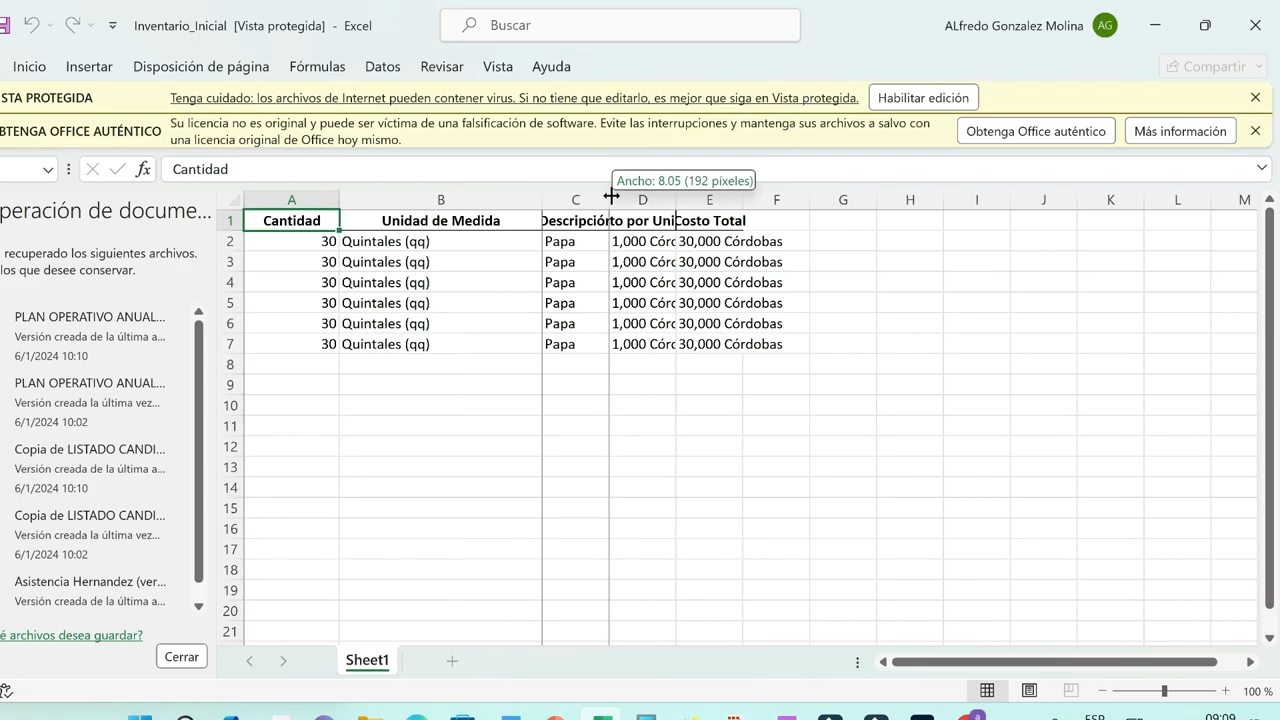 Inventario_Inicial [Vista protegida] - Excel
Buscar
ALfredo Gonzalez Molina AG
Inicio Insertar Disposición de página Fórmulas Datos Revisar Vista Ayuda
Compartir
STA PROTEGIDA Tenga cuidado: los archivos de Internet pueden contener virus. Si no tiene que editarlo, es mejor que siga en Vista protegida. Habilitar edición
BTENGA OFFICE AUTÉNTICO Su licencia no es original y puede ser víctima de una falsificación de software. Evite las interrupciones y mantenga sus archivos a salvo con
una licencia original de Office hoy mismo.
Obtenga Office auténtico Más información
fx Cantidad
Ancho: 8.05 (192 píxeles)
peración de docume...
recuperado los siguientes archivos.
los que desee conservar.
PLAN OPERATIVO ANUAL...
Versión creada de la última a...
6/1/2024 10:10
PLAN OPERATIVO ANUAL...
Versión creada de la última vez...
6/1/2024 10:02
Copia de LISTADO CANDI...
Versión creada de la última a...
6/1/2024 10:10
Copia de LISTADO CANDI...
Versión creada de la última vez...
6/1/2024 10:02
Asistencia Hernandez (ver...
Versión creada de la última a...
é archivos desea guardar?
Cerrar
A B C D E F G H I J K L M
1 Cantidad Unidad de Medida Descripción to por Uni Costo Total
2 30 Quintales (qq) Papa 1,000 Córd 30,000 Córdobas
3 30 Quintales (qq) Papa 1,000 Córd 30,000 Córdobas
4 30 Quintales (qq) Papa 1,000 Córd 30,000 Córdobas
5 30 Quintales (qq) Papa 1,000 Córd 30,000 Córdobas
6 30 Quintales (qq) Papa 1,000 Córd 30,000 Córdobas
7 30 Quintales (qq) Papa 1,000 Córd 30,000 Córdobas
8
9
10
11
12
13
14
15
16
17
18
19
20
21
Sheet1
100 %
ESP 09:09